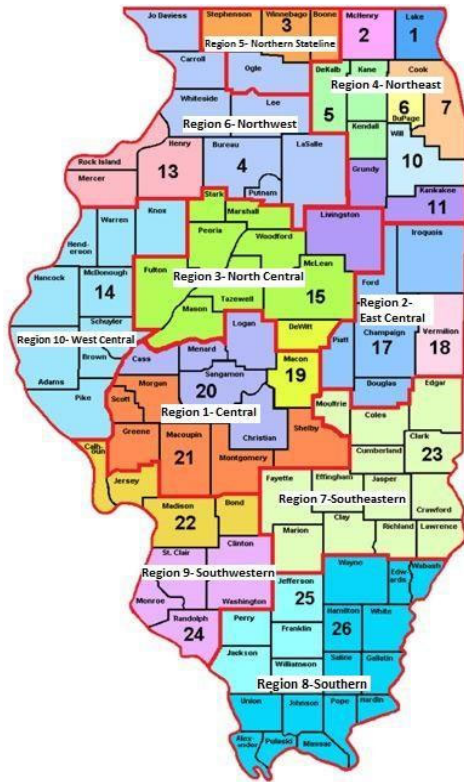 Jo Daviess
Stephenson
Winnebago
Boone
McHenry
Lake
3
2
1
Region 5- Northern Stateline
Carroll
Ogle
DeKalb
Kane
Cook
Region 4- Northeast
Whiteside
Lee
5
6
7
DuPage
Region 6- Northwest
Kendall
Will
Henry
Bureau
LaSalle
10
Rock Island
13
4
Grundy
Mercer
Putnam
Kankakee
11
Stark
Marshall
Knox
Warren
Peoria
Livingston
Woodford
Iroquois
Hend-
erson
Fulton
McLean
Region 3- North Central
Hancock
McDonough
14
15
Ford
Tazewell
Mason
Region 2-
East Central
Schuyler
Logan
DeWitt
Champaign
Vermilion
Region 10- West Central
Cass
Menard
Piatt
17
18
Brown
Macon
Sangamon
19
Adams
Morgan
20
Douglas
Edgar
Pike
Scott
Moultrie
Coles
Region 1- Central
Greene
Macoupin
Christian
Shelby
Cal-
houn
21
Montgomery
Cumberland
Clark
23
Jersey
Fayette
Effingham
Jasper
Region 7-Southeastern
Madison
Bond
22
Crawford
Clay
Clinton
Marion
Richland
Lawrence
St. Clair
Wayne
Wabash
Region 9- Southwestern
Edw
ards
Jefferson
25
Monroe
Washington
Hamilton
White
Randolph
Perry
24
Franklin
26
Jackson
Williamson
Saline
Gallatin
Region 8-Southern
Union
Johnson
Pope
Hardin
Alex-
ander
Pulaski
Massac